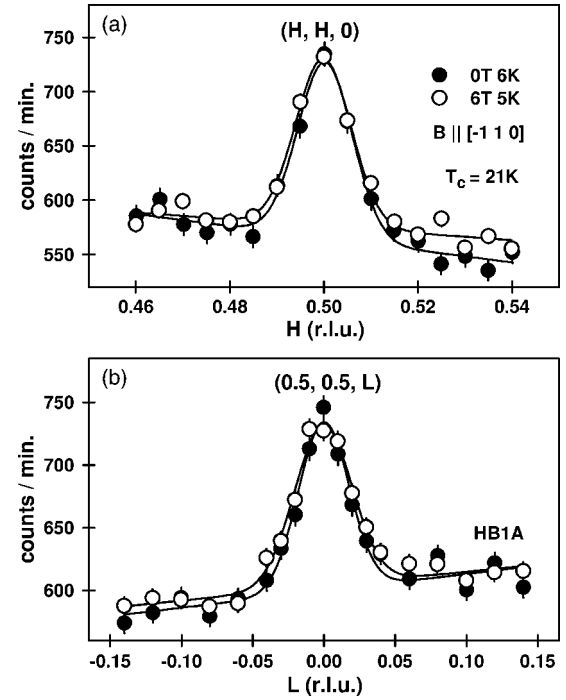 (a)
(H, H, 0)
750
700
650
600
550
counts / min.
0T 6K
6T 5K
B || [-1 1 0]
Tc = 21K
0.46
0.48
0.50
0.52
0.54
H (r.l.u.)
(b)
(0.5, 0.5, L)
750
700
650
600
counts / min.
HB1A
-0.15
-0.10
-0.05
0.00
0.05
0.10
0.15
L (r.l.u.)